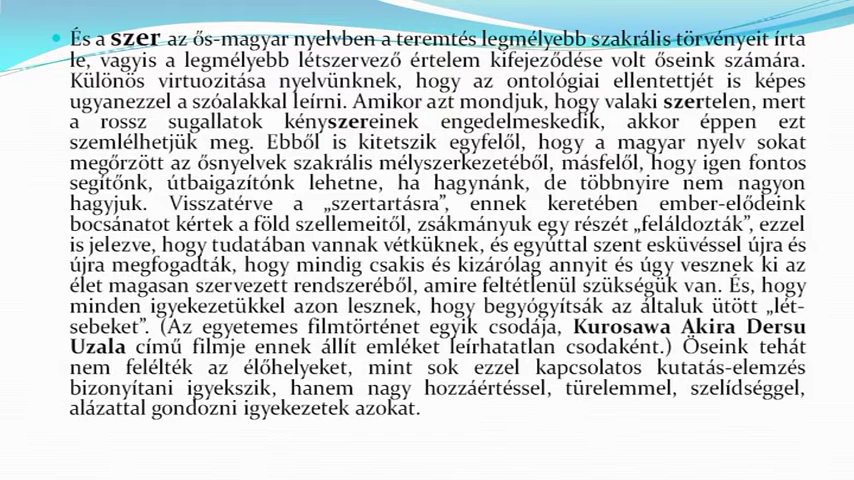 És a szer az ős-magyar nyelvben a teremtés legmélyebb szakrális törvényeit írta
le, vagyis a legmélyebb létszervező értelem kifejeződése volt őseink számára.
Különös virtuozitása nyelvünknek, hogy az ontológiai ellentettjét is képes
ugyanezzel a szóalakkal leírni. Amikor azt mondjuk, hogy valaki szertelen, mert
a rossz sugallatok kényszereinek engedelmeskedik, akkor éppen ezt
szemlélhetjük meg. Ebből is kitetszik egyfelől, hogy a magyar nyelv sokat
megőrzött az ősnyelvek szakrális mélyszerkezetéből, másfelől, hogy igen fontos
segítőnk, útbaigazítónk lehetne, ha hagynánk, de többnyire nem nagyon
hagyjuk. Visszatérve a „szertartásra”, ennek keretében ember-elődeink
bocsánatot kértek a föld szellemeitől, zsákmányuk egy részét „feláldozták”, ezzel
is jelezve, hogy tudatában vannak vétküknek, és egyúttal szent esküvéssel újra és
újra megfogadták, hogy mindig csakis és kizárólag annyit és úgy vesznek ki az
élet magasan szervezett rendszeréből, amire feltétlenül szükségük van. És, hogy
minden igyekezetükkel azon lesznek, hogy begyógyítsák az általuk ütött „lét-
sebeket”. (Az egyetemes filmtörténet egyik csodája, Kurosawa Akira Dersu
Uzala című filmje ennek állít emléket leírhatatlan csodaként.) Őseink tehát
nem felélték az élőhelyeket, mint sok ezzel kapcsolatos kutatás-elemzés
bizonyítani igyekszik, hanem nagy hozzáértéssel, türelemmel, szelídséggel,
alázattal gondozni igyekezetek azokat.